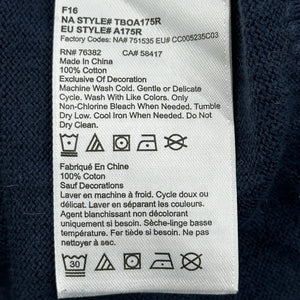 F16
NA STYLE# TBOA175R
EU STYLE# A175R
Factory Codes: NA# 751535 EU# CC005235C03
RN# 76382 CA# 58417
Made In China
100% Cotton
Exclusive Of Decoration
Machine Wash Cold. Gentle or Delicate
Cycle. Wash With Like Colors. Only
Non-Chlorine Bleach When Needed. Tumble
Dry Low. Cool Iron When Needed. Do Not
Dry Clean.
Fabriqué En Chine
100% Coton
Sauf Decorations
Laver en machine à froid. Cycle doux ou
délicat. Laver en séparant les couleurs.
Agent blanchissant non décolorant
uniquement si nécessaire. Sèche-linge basse
température. Fer tiède si besoin. Ne pas
nettoyer à sec.
30